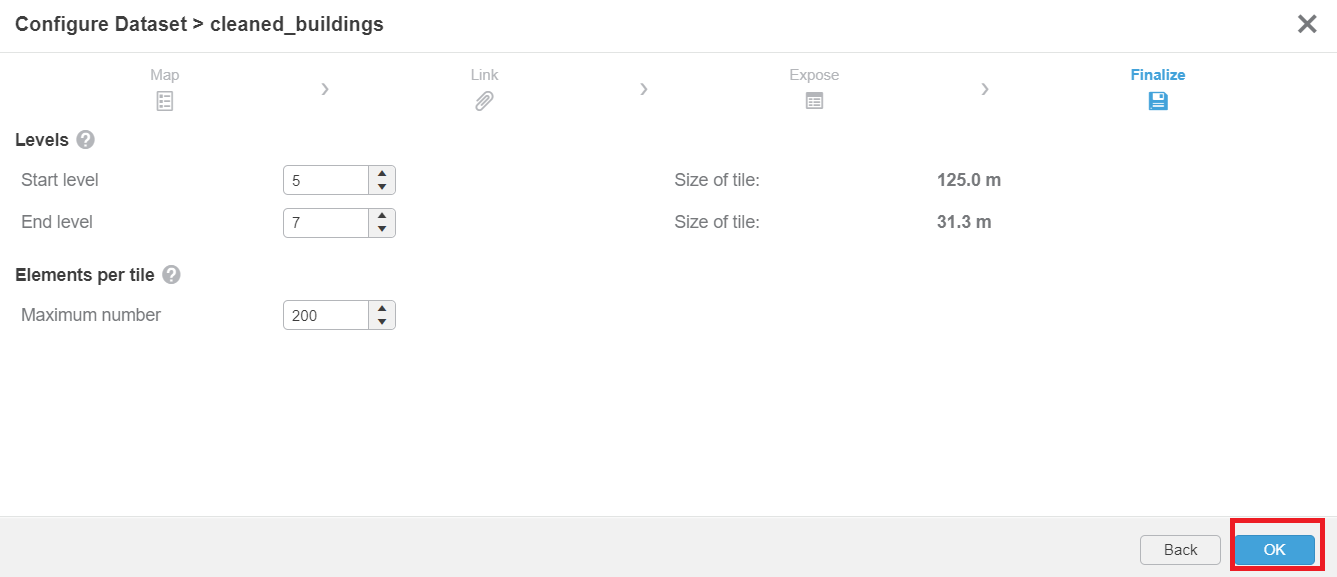 Configure Dataset > cleaned_buildings
Map
Link
Expose
Finalize
Levels
Start level 5 Size of tile: 125.0 m
End level 7 Size of tile: 31.3 m
Elements per tile
Maximum number 200
Back OK